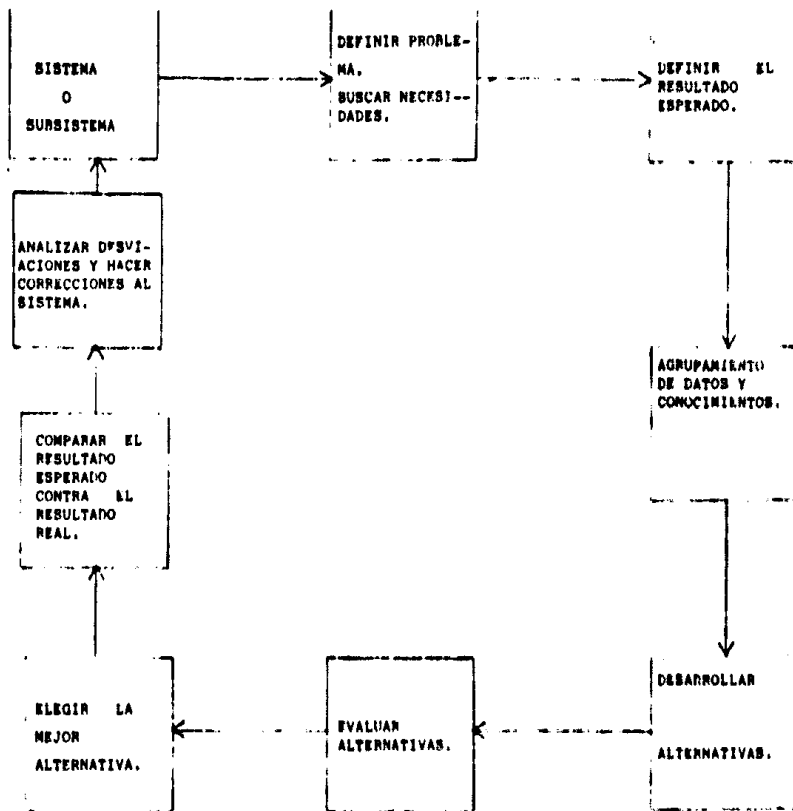 SISTEMA
O
SUBSISTEMA
DEFINIR PROBLE-
MA.
BUSCAR NECESI--
DADES.
DEFINIR EL
RESULTADO
ESPERADO.
AGRUPAMIENTO
DE DATOS Y
CONOCIMIENTOS.
DESARROLLAR
ALTERNATIVAS.
EVALUAR
ALTERNATIVAS.
ELEGIR LA
MEJOR
ALTERNATIVA.
COMPARAR EL
RESULTADO
ESPERADO
CONTRA EL
RESULTADO
REAL.
ANALIZAR DESVI-
ACIONES Y HACER
CORRECCIONES AL
SISTEMA.